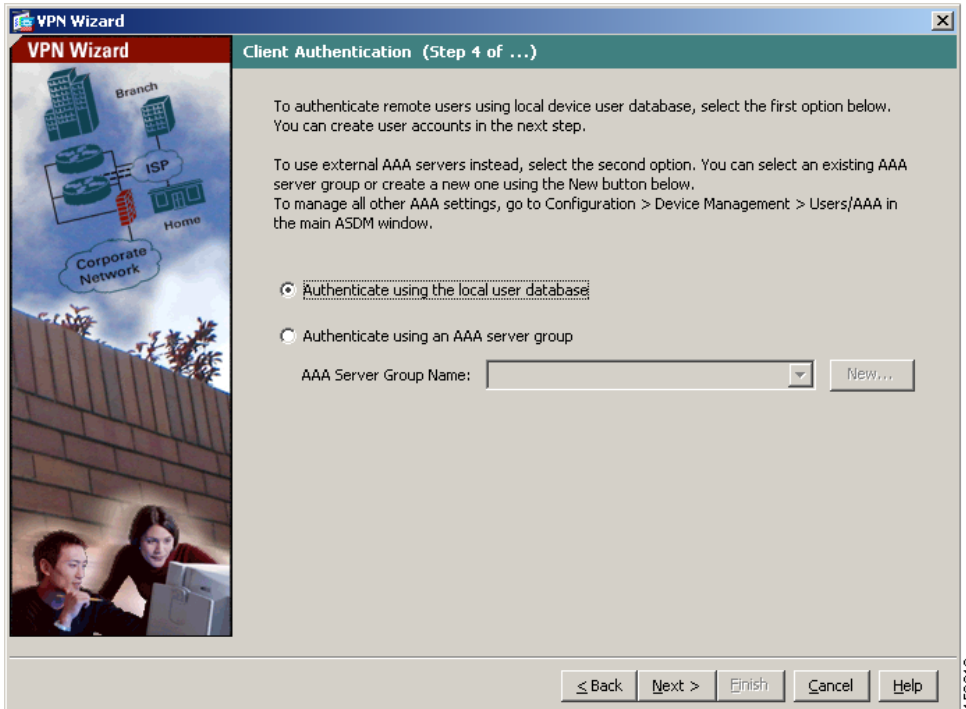 VPN Wizard
VPN Wizard
Client Authentication (Step 4 of ...)
Branch
ISP
Home
Corporate
Network
To authenticate remote users using local device user database, select the first option below.
You can create user accounts in the next step.
To use external AAA servers instead, select the second option. You can select an existing AAA
server group or create a new one using the New button below.
To manage all other AAA settings, go to Configuration > Device Management > Users/AAA in
the main ASDM window.
Authenticate using the local user database
Authenticate using an AAA server group
AAA Server Group Name:
New...
< Back
Next >
Finish
Cancel
Help